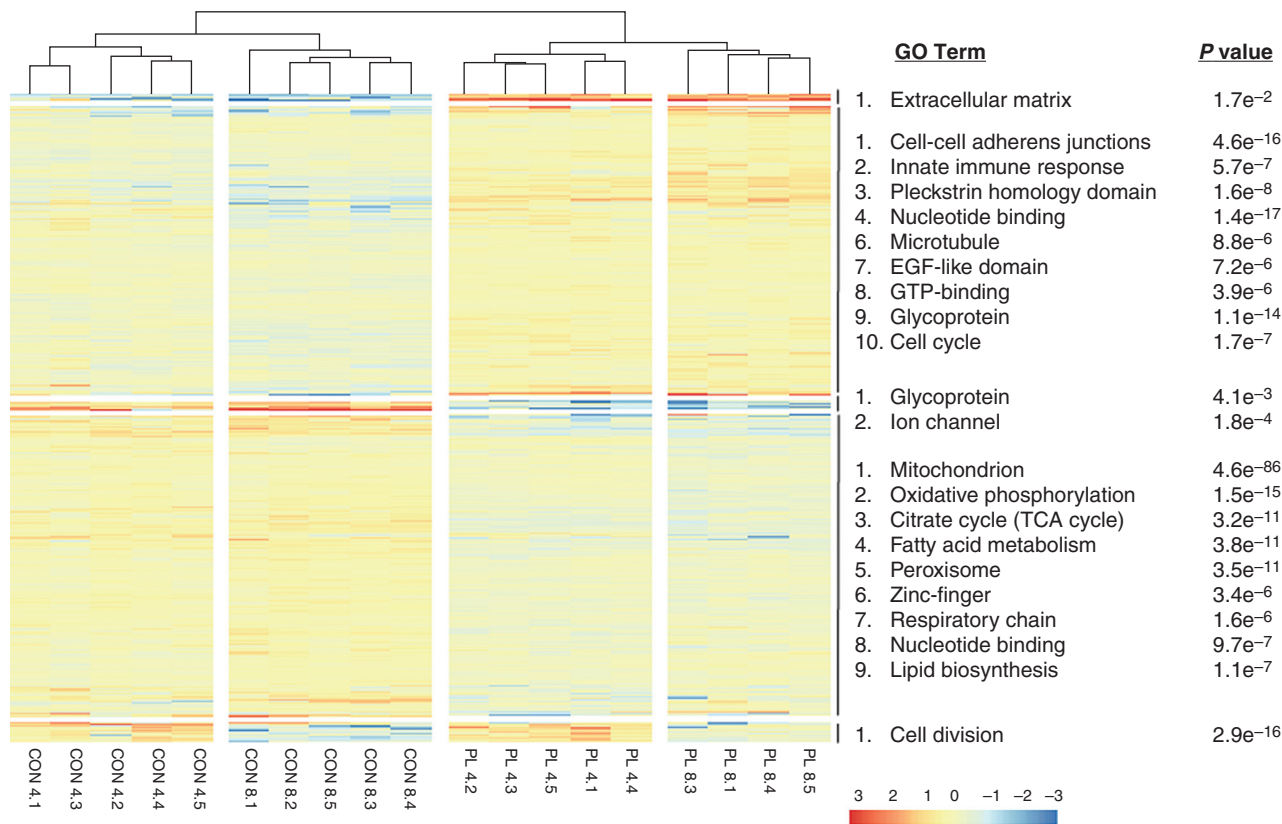 GO Term P value
1. Extracellular matrix 1.7e–2
1. Cell-cell adherens junctions 4.6e–16
2. Innate immune response 5.7e–7
3. Pleckstrin homology domain 1.6e–8
4. Nucleotide binding 1.4e–17
6. Microtubule 8.8e–6
7. EGF-like domain 7.2e–6
8. GTP-binding 3.9e–6
9. Glycoprotein 1.1e–14
10. Cell cycle 1.7e–7
1. Glycoprotein 4.1e–3
2. Ion channel 1.8e–4
1. Mitochondrion 4.6e–86
2. Oxidative phosphorylation 1.5e–15
3. Citrate cycle (TCA cycle) 3.2e–11
4. Fatty acid metabolism 3.8e–11
5. Peroxisome 3.5e–11
6. Zinc-finger 3.4e–6
7. Respiratory chain 1.6e–6
8. Nucleotide binding 9.7e–7
9. Lipid biosynthesis 1.1e–7
1. Cell division 2.9e–16
CON 4.1
CON 4.3
CON 4.2
CON 4.4
CON 4.5
CON 8.1
CON 8.2
CON 8.5
CON 8.3
CON 8.4
PL 4.2
PL 4.3
PL 4.5
PL 4.1
PL 4.4
PL 8.3
PL 8.1
PL 8.4
PL 8.5
3 2 1 0 –1 –2 –3